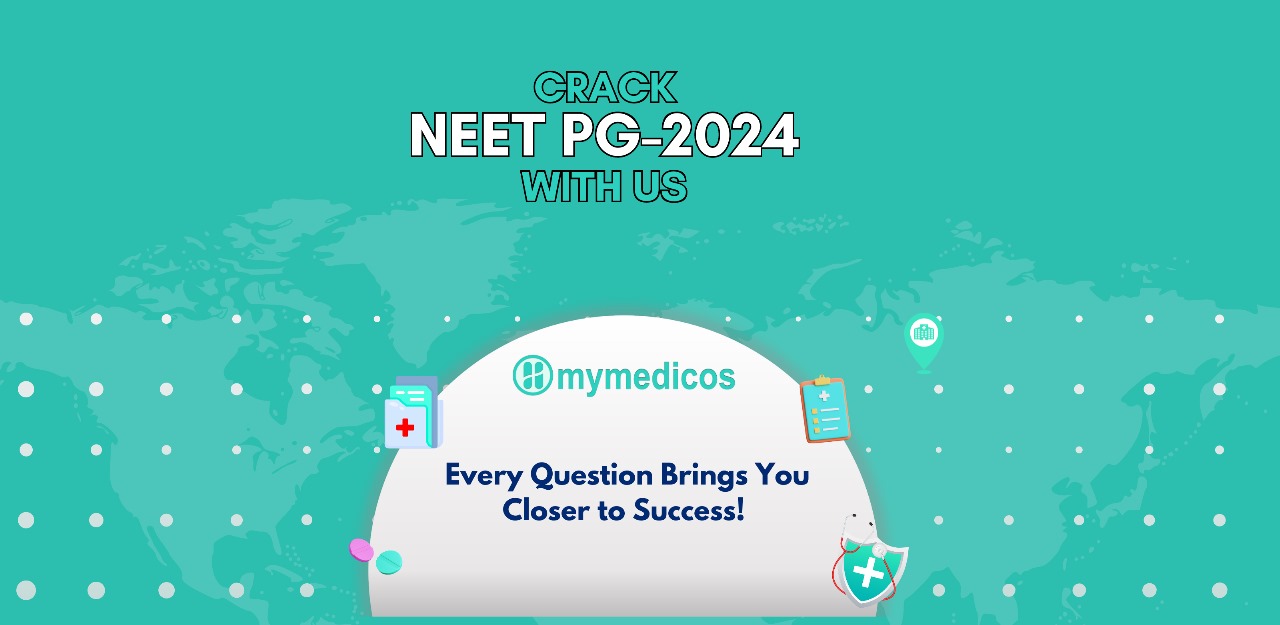 CRACK
NEET PG-2024
WITH US
mymedicos
Every Question Brings You
Closer to Success!